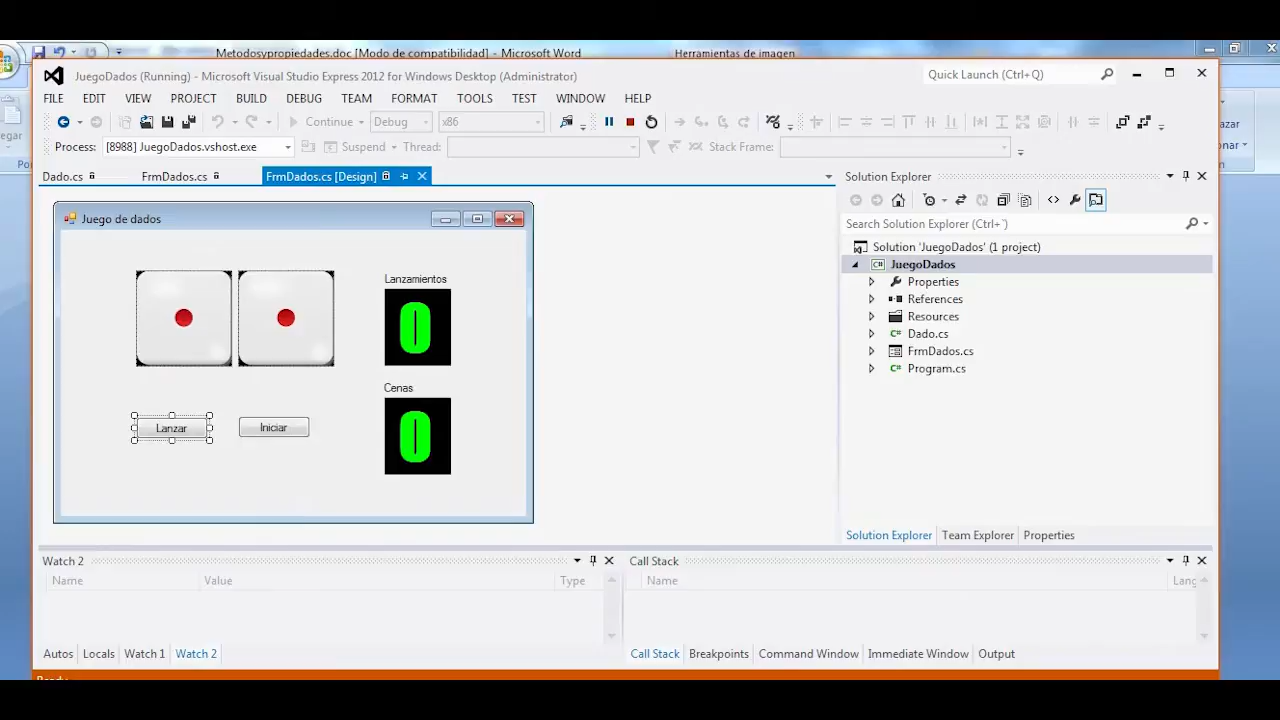 Metodosypropiedades.doc [Modo de compatibilidad] - Microsoft Word
Herramientas de imagen
JuegoDados (Running) - Microsoft Visual Studio Express 2012 for Windows Desktop (Administrator)
Quick Launch (Ctrl+Q)
FILE EDIT VIEW PROJECT BUILD DEBUG TEAM FORMAT TOOLS TEST WINDOW HELP
Continue Debug x86
Process: [8988] JuegoDados.vshost.exe Suspend Thread: Stack Frame:
Dado.cs FrmDados.cs FrmDados.cs [Design]
Solution Explorer
Juego de dados
Search Solution Explorer (Ctrl+¨)
Solution 'JuegoDados' (1 project)
JuegoDados
Properties
References
Resources
Dado.cs
FrmDados.cs
Program.cs
Lanzamientos
0
Cenas
0
Lanzar
Iniciar
Solution Explorer Team Explorer Properties
Watch 2
Name Value Type
Autos Locals Watch 1 Watch 2
Call Stack
Name Lang
Call Stack Breakpoints Command Window Immediate Window Output